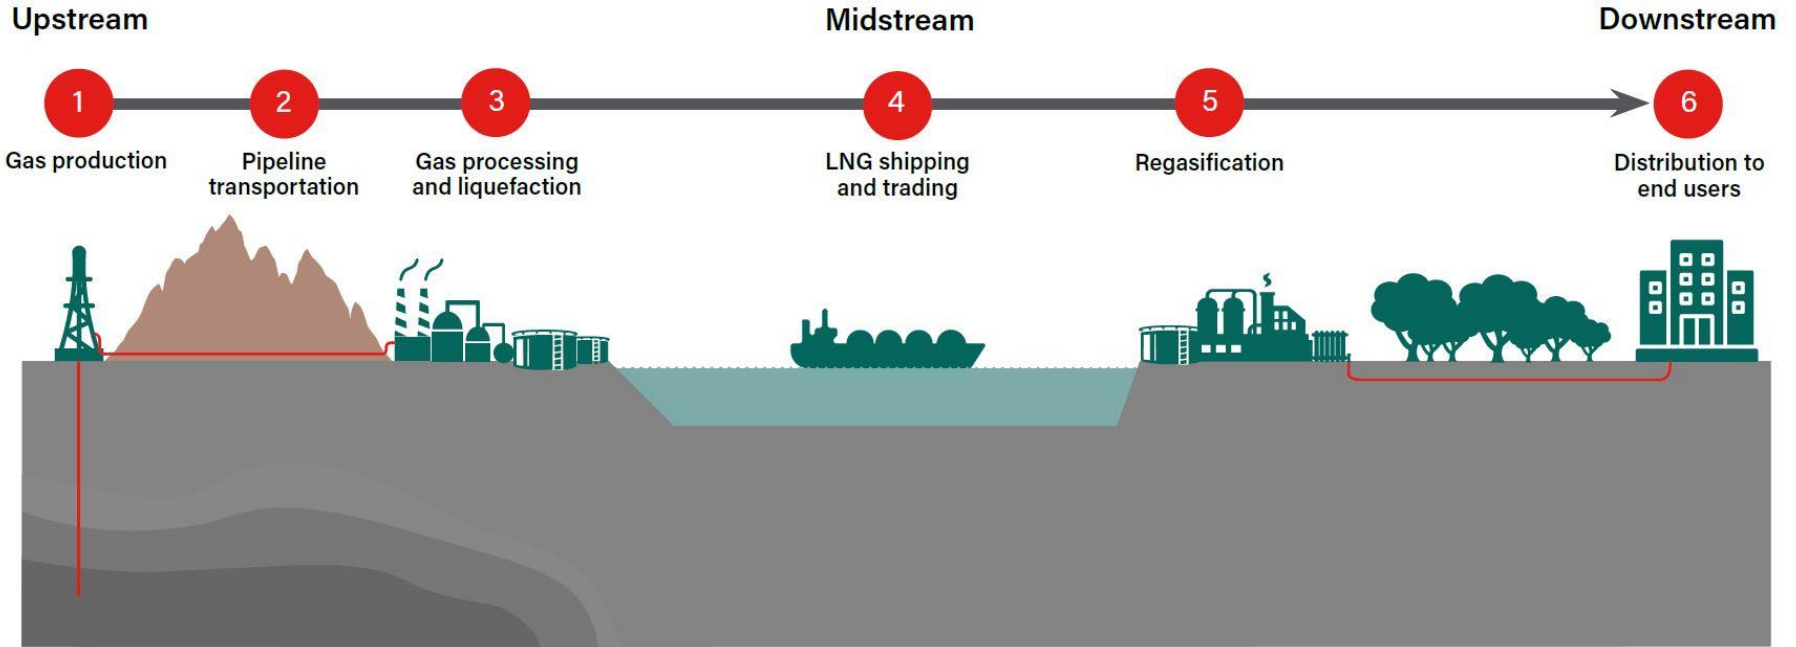 Upstream
Midstream
Downstream
1
2
3
4
5
6
Gas production
Pipeline
transportation
Gas processing
and liquefaction
LNG shipping
and trading
Regasification
Distribution to
end users